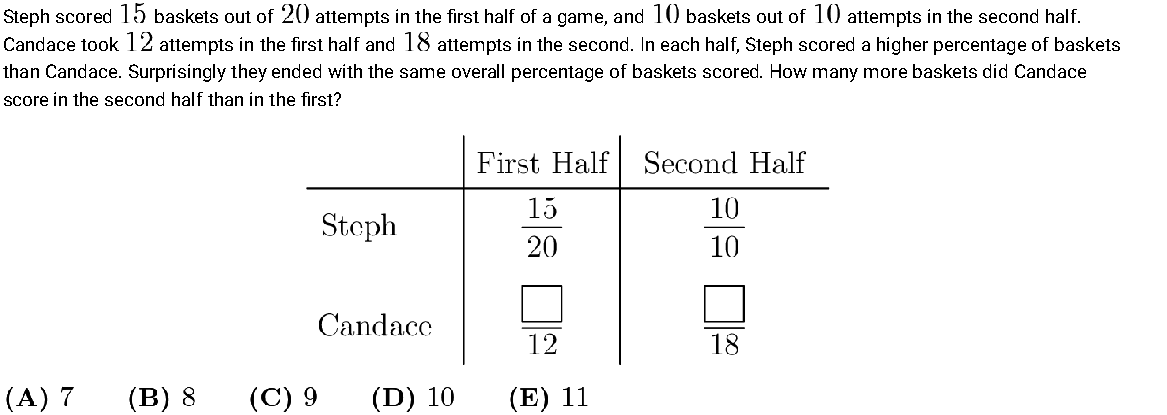 Steph scored 15 baskets out of 20 attempts in the first half of a game, and 10 baskets out of 10 attempts in the second half.
Candace took 12 attempts in the first half and 18 attempts in the second. In each half, Steph scored a higher percentage of baskets
than Candace. Surprisingly they ended with the same overall percentage of baskets scored. How many more baskets did Candace
score in the second half than in the first?
First Half Second Half
Steph 15/20 10/10
Candace □/12 □/18
(A) 7 (B) 8 (C) 9 (D) 10 (E) 11